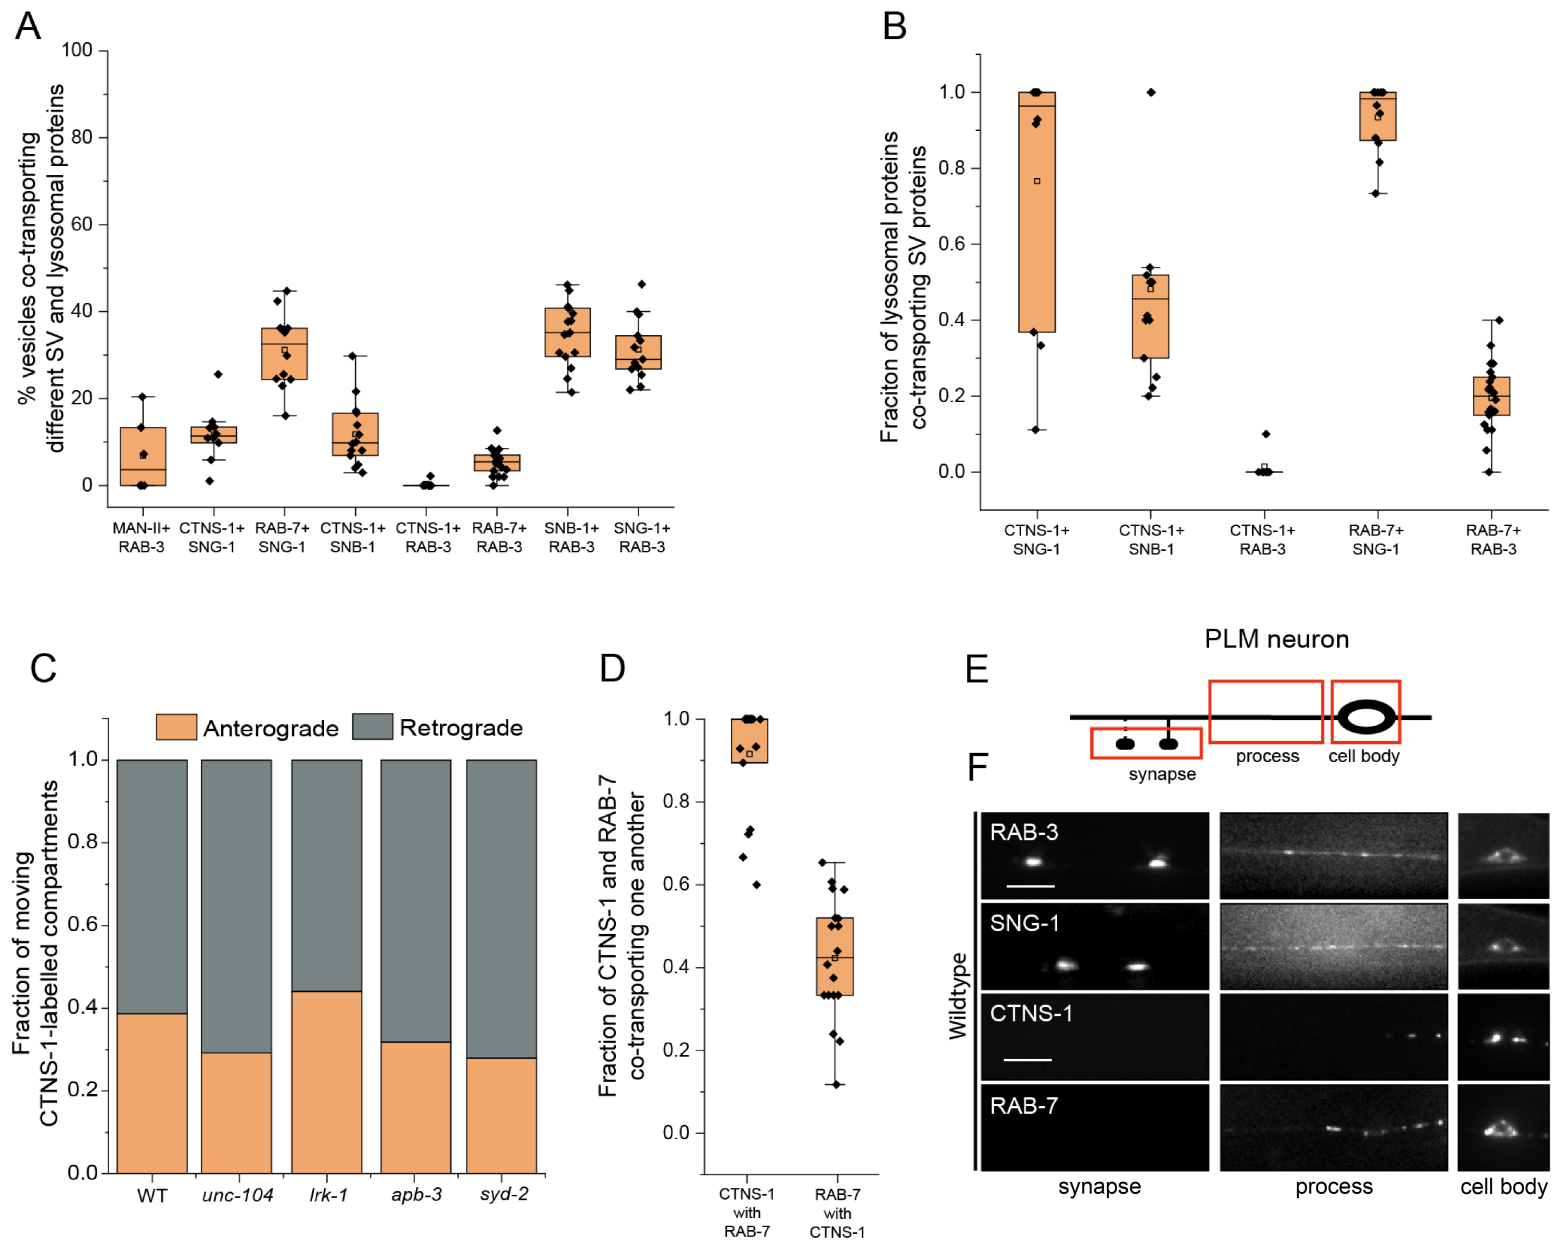 A
% vesicles co-transporting
different SV and lysosomal proteins
100
80
60
40
20
0
MAN-II+
RAB-3
CTNS-1+
SNG-1
RAB-7+
SNG-1
CTNS-1+
SNB-1
CTNS-1+
RAB-3
RAB-7+
RAB-3
SNB-1+
RAB-3
SNG-1+
RAB-3
B
Fraciton of lysosomal proteins
co-transporting SV proteins
1.0
0.8
0.6
0.4
0.2
0.0
CTNS-1+
SNG-1
CTNS-1+
SNB-1
CTNS-1+
RAB-3
RAB-7+
SNG-1
RAB-7+
RAB-3
C
Anterograde
Retrograde
Fraction of moving
CTNS-1-labelled compartments
1.0
0.8
0.6
0.4
0.2
0.0
WT
unc-104
lrk-1
apb-3
syd-2
D
Fraction of CTNS-1 and RAB-7
co-transporting one another
1.0
0.8
0.6
0.4
0.2
0.0
CTNS-1
with
RAB-7
RAB-7
with
CTNS-1
E
PLM neuron
synapse
process
cell body
F
Wildtype
RAB-3
SNG-1
CTNS-1
RAB-7
synapse
process
cell body